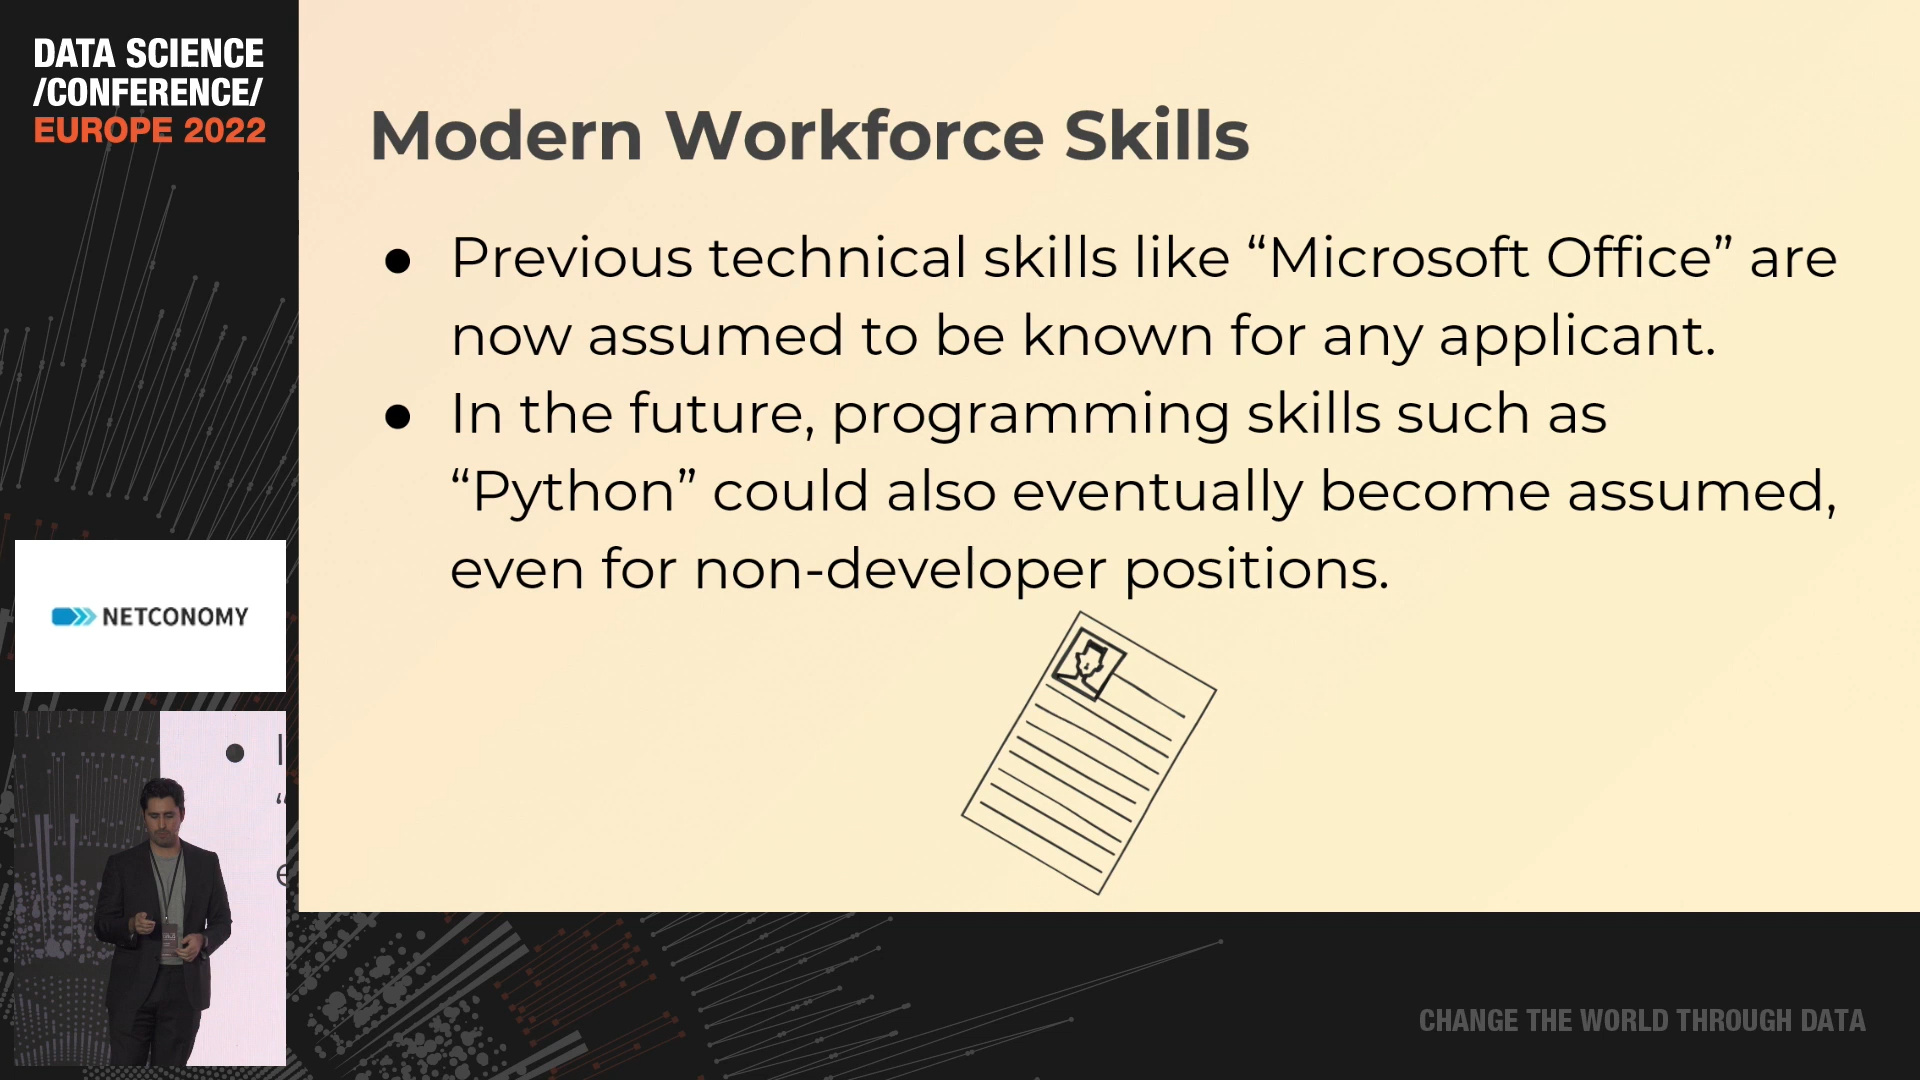 DATA SCIENCE
/CONFERENCE/
EUROPE 2022
Modern Workforce Skills
● Previous technical skills like “Microsoft Office” are
now assumed to be known for any applicant.
● In the future, programming skills such as
“Python” could also eventually become assumed,
even for non-developer positions.
NETCONOMY
● I
“
e
CHANGE THE WORLD THROUGH DATA